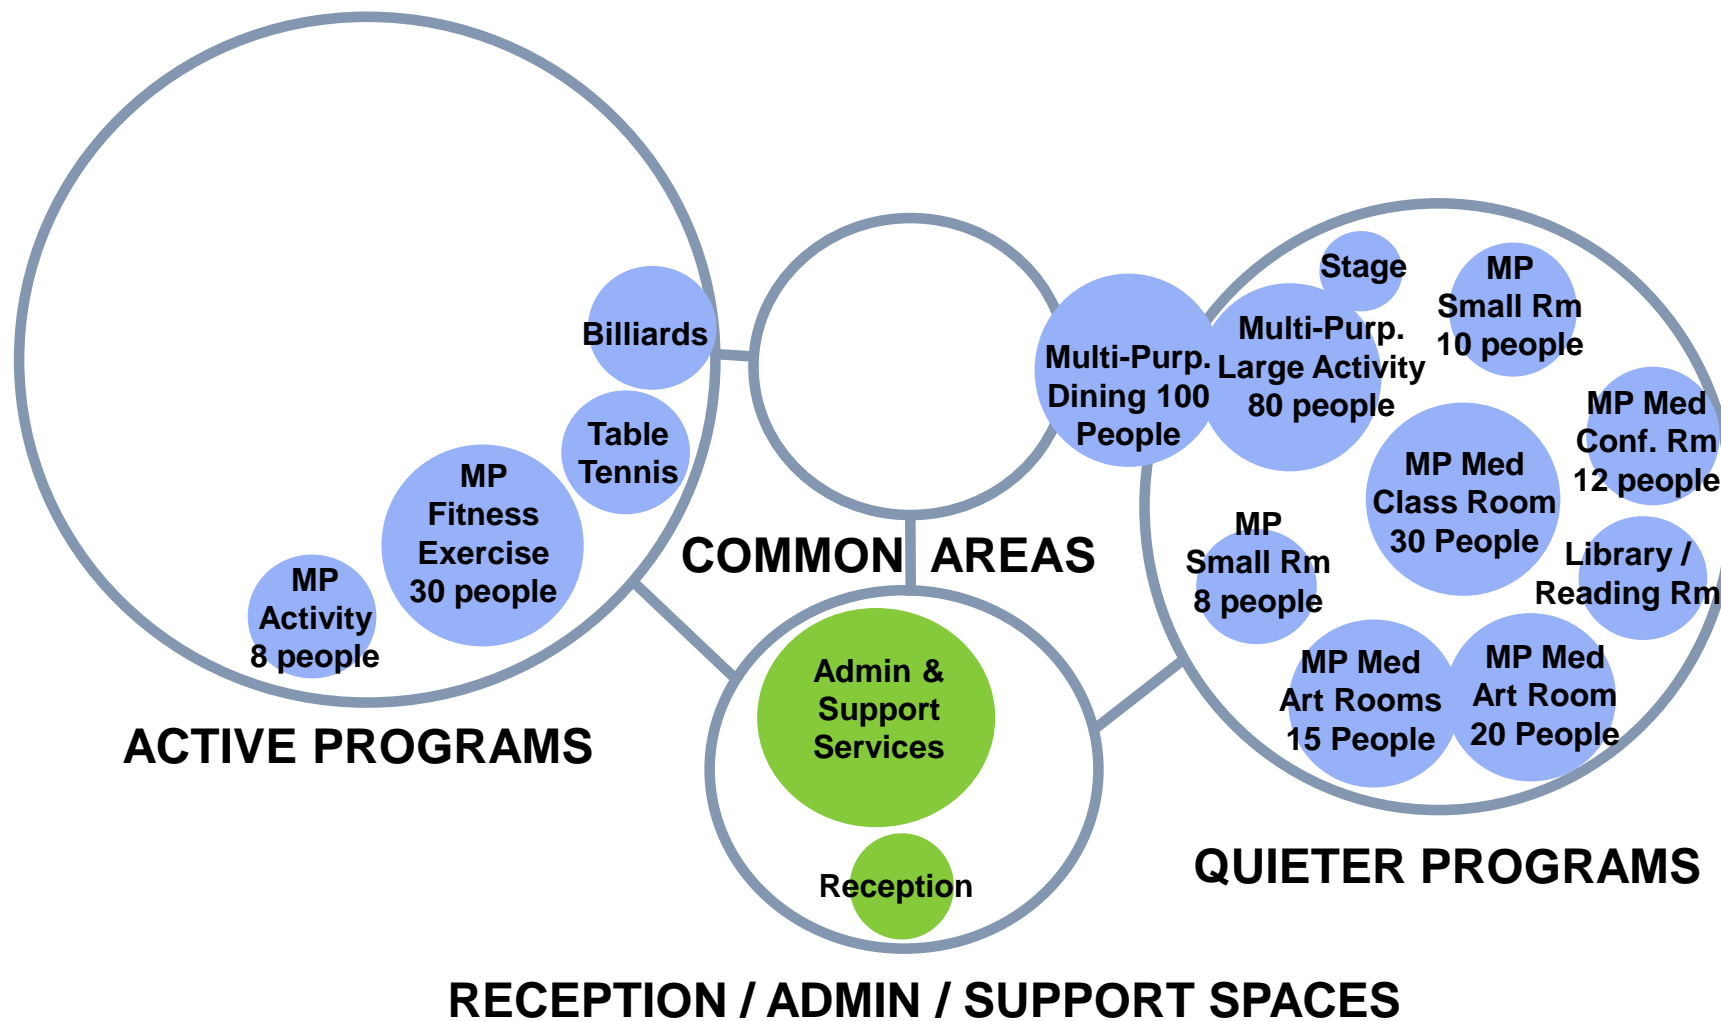 Billiards
Table
Tennis
MP
Fitness
Exercise
30 people
MP
Activity
8 people
ACTIVE PROGRAMS
COMMON AREAS
Multi-Purp.
Dining 100
People
Stage
Multi-Purp.
Large Activity
80 people
MP
Small Rm
10 people
MP Med
Conf. Rm
12 people
MP Med
Class Room
30 People
MP
Small Rm
8 people
Library /
Reading Rm
MP Med
Art Rooms
15 People
MP Med
Art Room
20 People
QUIETER PROGRAMS
Admin &
Support
Services
Reception
RECEPTION / ADMIN / SUPPORT SPACES